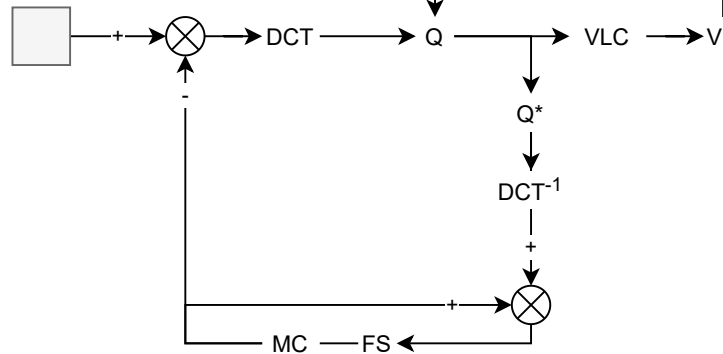 + DCT Q VLC V
-
Q*
DCT⁻¹
+
+
MC FS